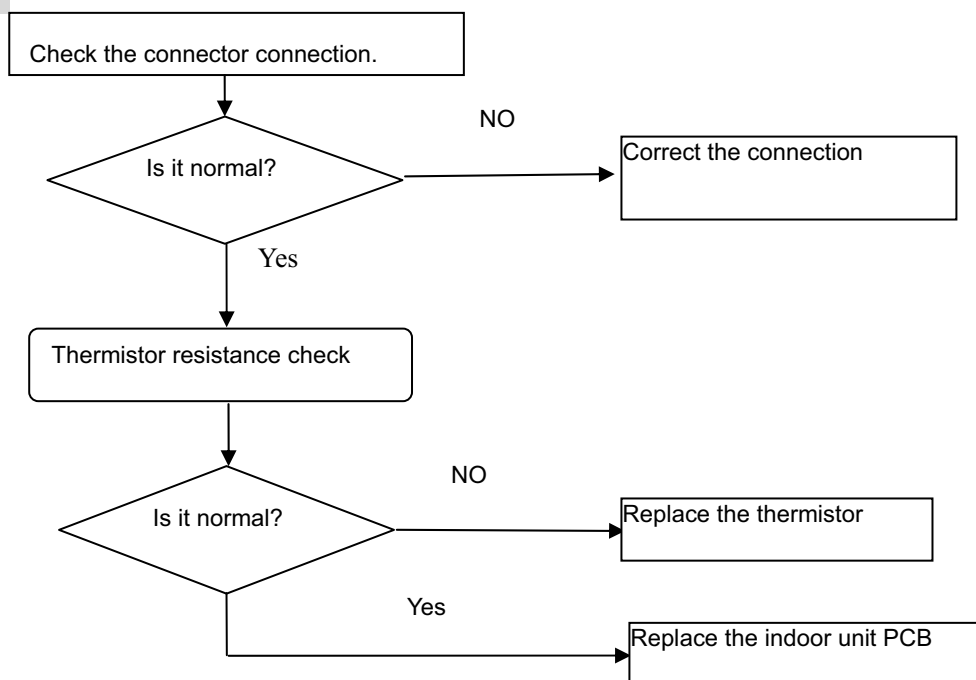 Check the connector connection.
NO
Is it normal?
Correct the connection
Yes
Thermistor resistance check
NO
Is it normal?
Replace the thermistor
Yes
Replace the indoor unit PCB